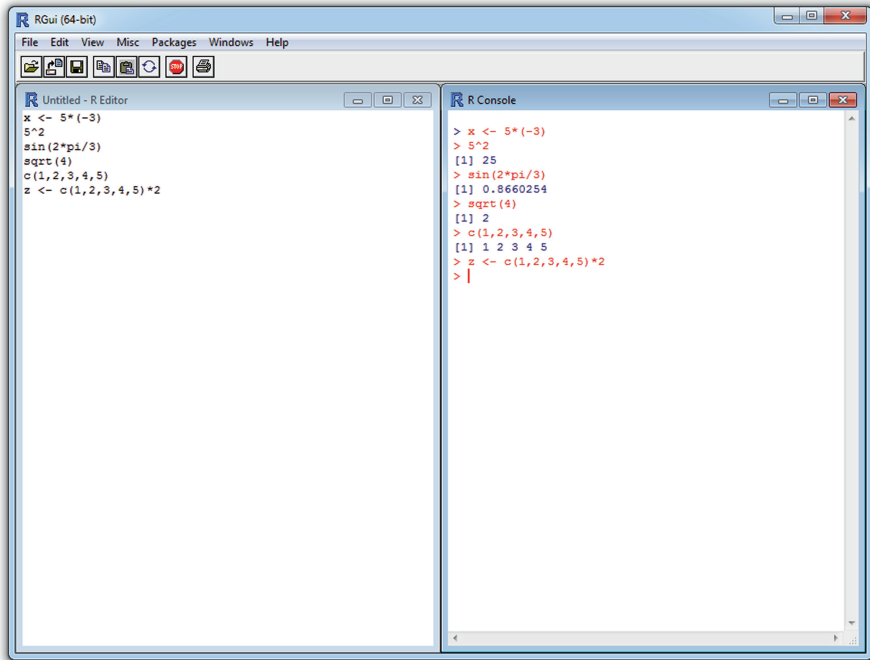 RGui (64-bit)
File Edit View Misc Packages Windows Help
STOP
Untitled - R Editor
x <- 5*(-3)
5^2
sin(2*pi/3)
sqrt(4)
c(1,2,3,4,5)
z <- c(1,2,3,4,5)*2
R Console
> x <- 5*(-3)
> 5^2
[1] 25
> sin(2*pi/3)
[1] 0.8660254
> sqrt(4)
[1] 2
> c(1,2,3,4,5)
[1] 1 2 3 4 5
> z <- c(1,2,3,4,5)*2
>